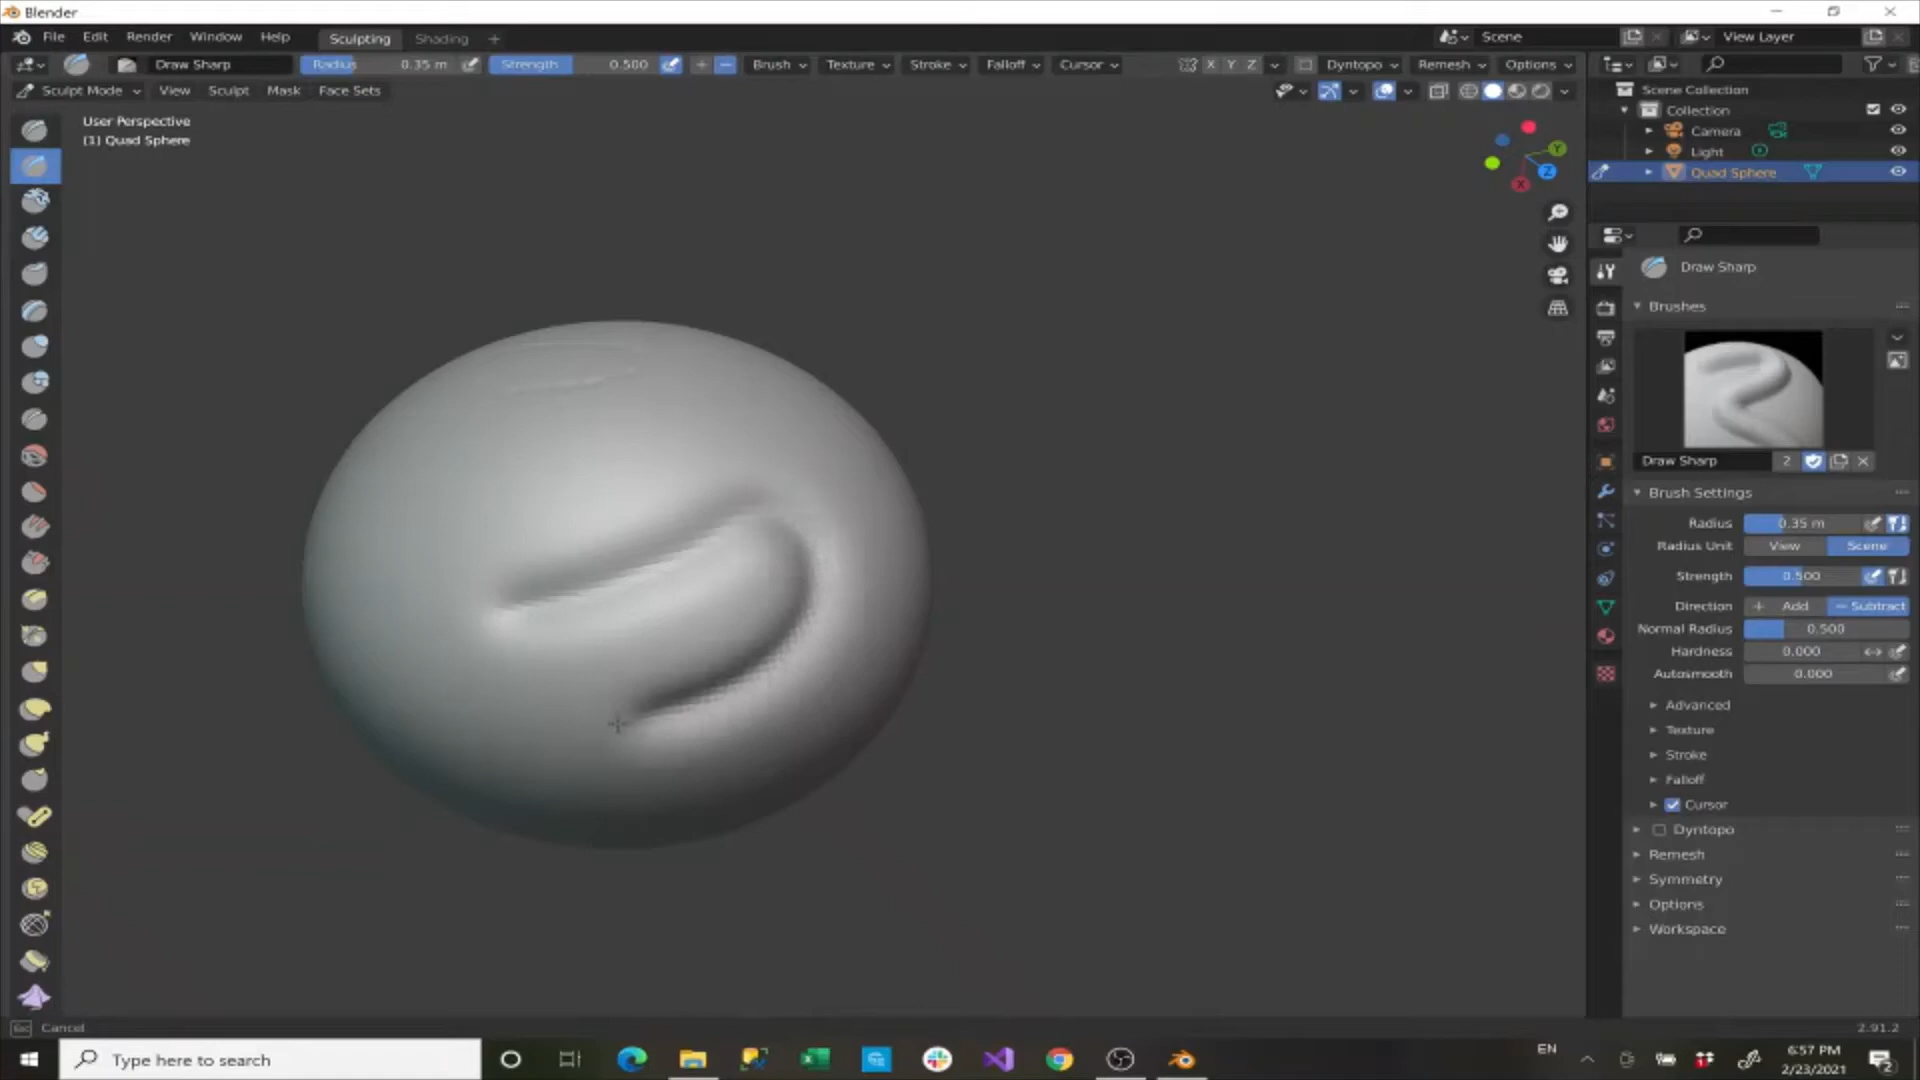 Blender
File Edit Render Window Help Sculpting Shading + Scene View Layer
Draw Sharp Radius 0.35 m Strength 0.500 Brush Texture Stroke Falloff Cursor X Y Z Dyntopo Remesh Options
Sculpt Mode View Sculpt Mask Face Sets
User Perspective
(1) Quad Sphere
Y
Z
X
Scene Collection
Collection
Camera
Light
Quad Sphere
Draw Sharp
Brushes
Draw Sharp 2
Brush Settings
Radius 0.35 m
Radius Unit View Scene
Strength 0.500
Direction + Add − Subtract
Normal Radius 0.500
Hardness 0.000
Autosmooth 0.000
Advanced
Texture
Stroke
Falloff
Cursor
Dyntopo
Remesh
Symmetry
Options
Workspace
Esc Cancel 2.91.2
Type here to search
EN
6:57 PM
2/23/2021
2